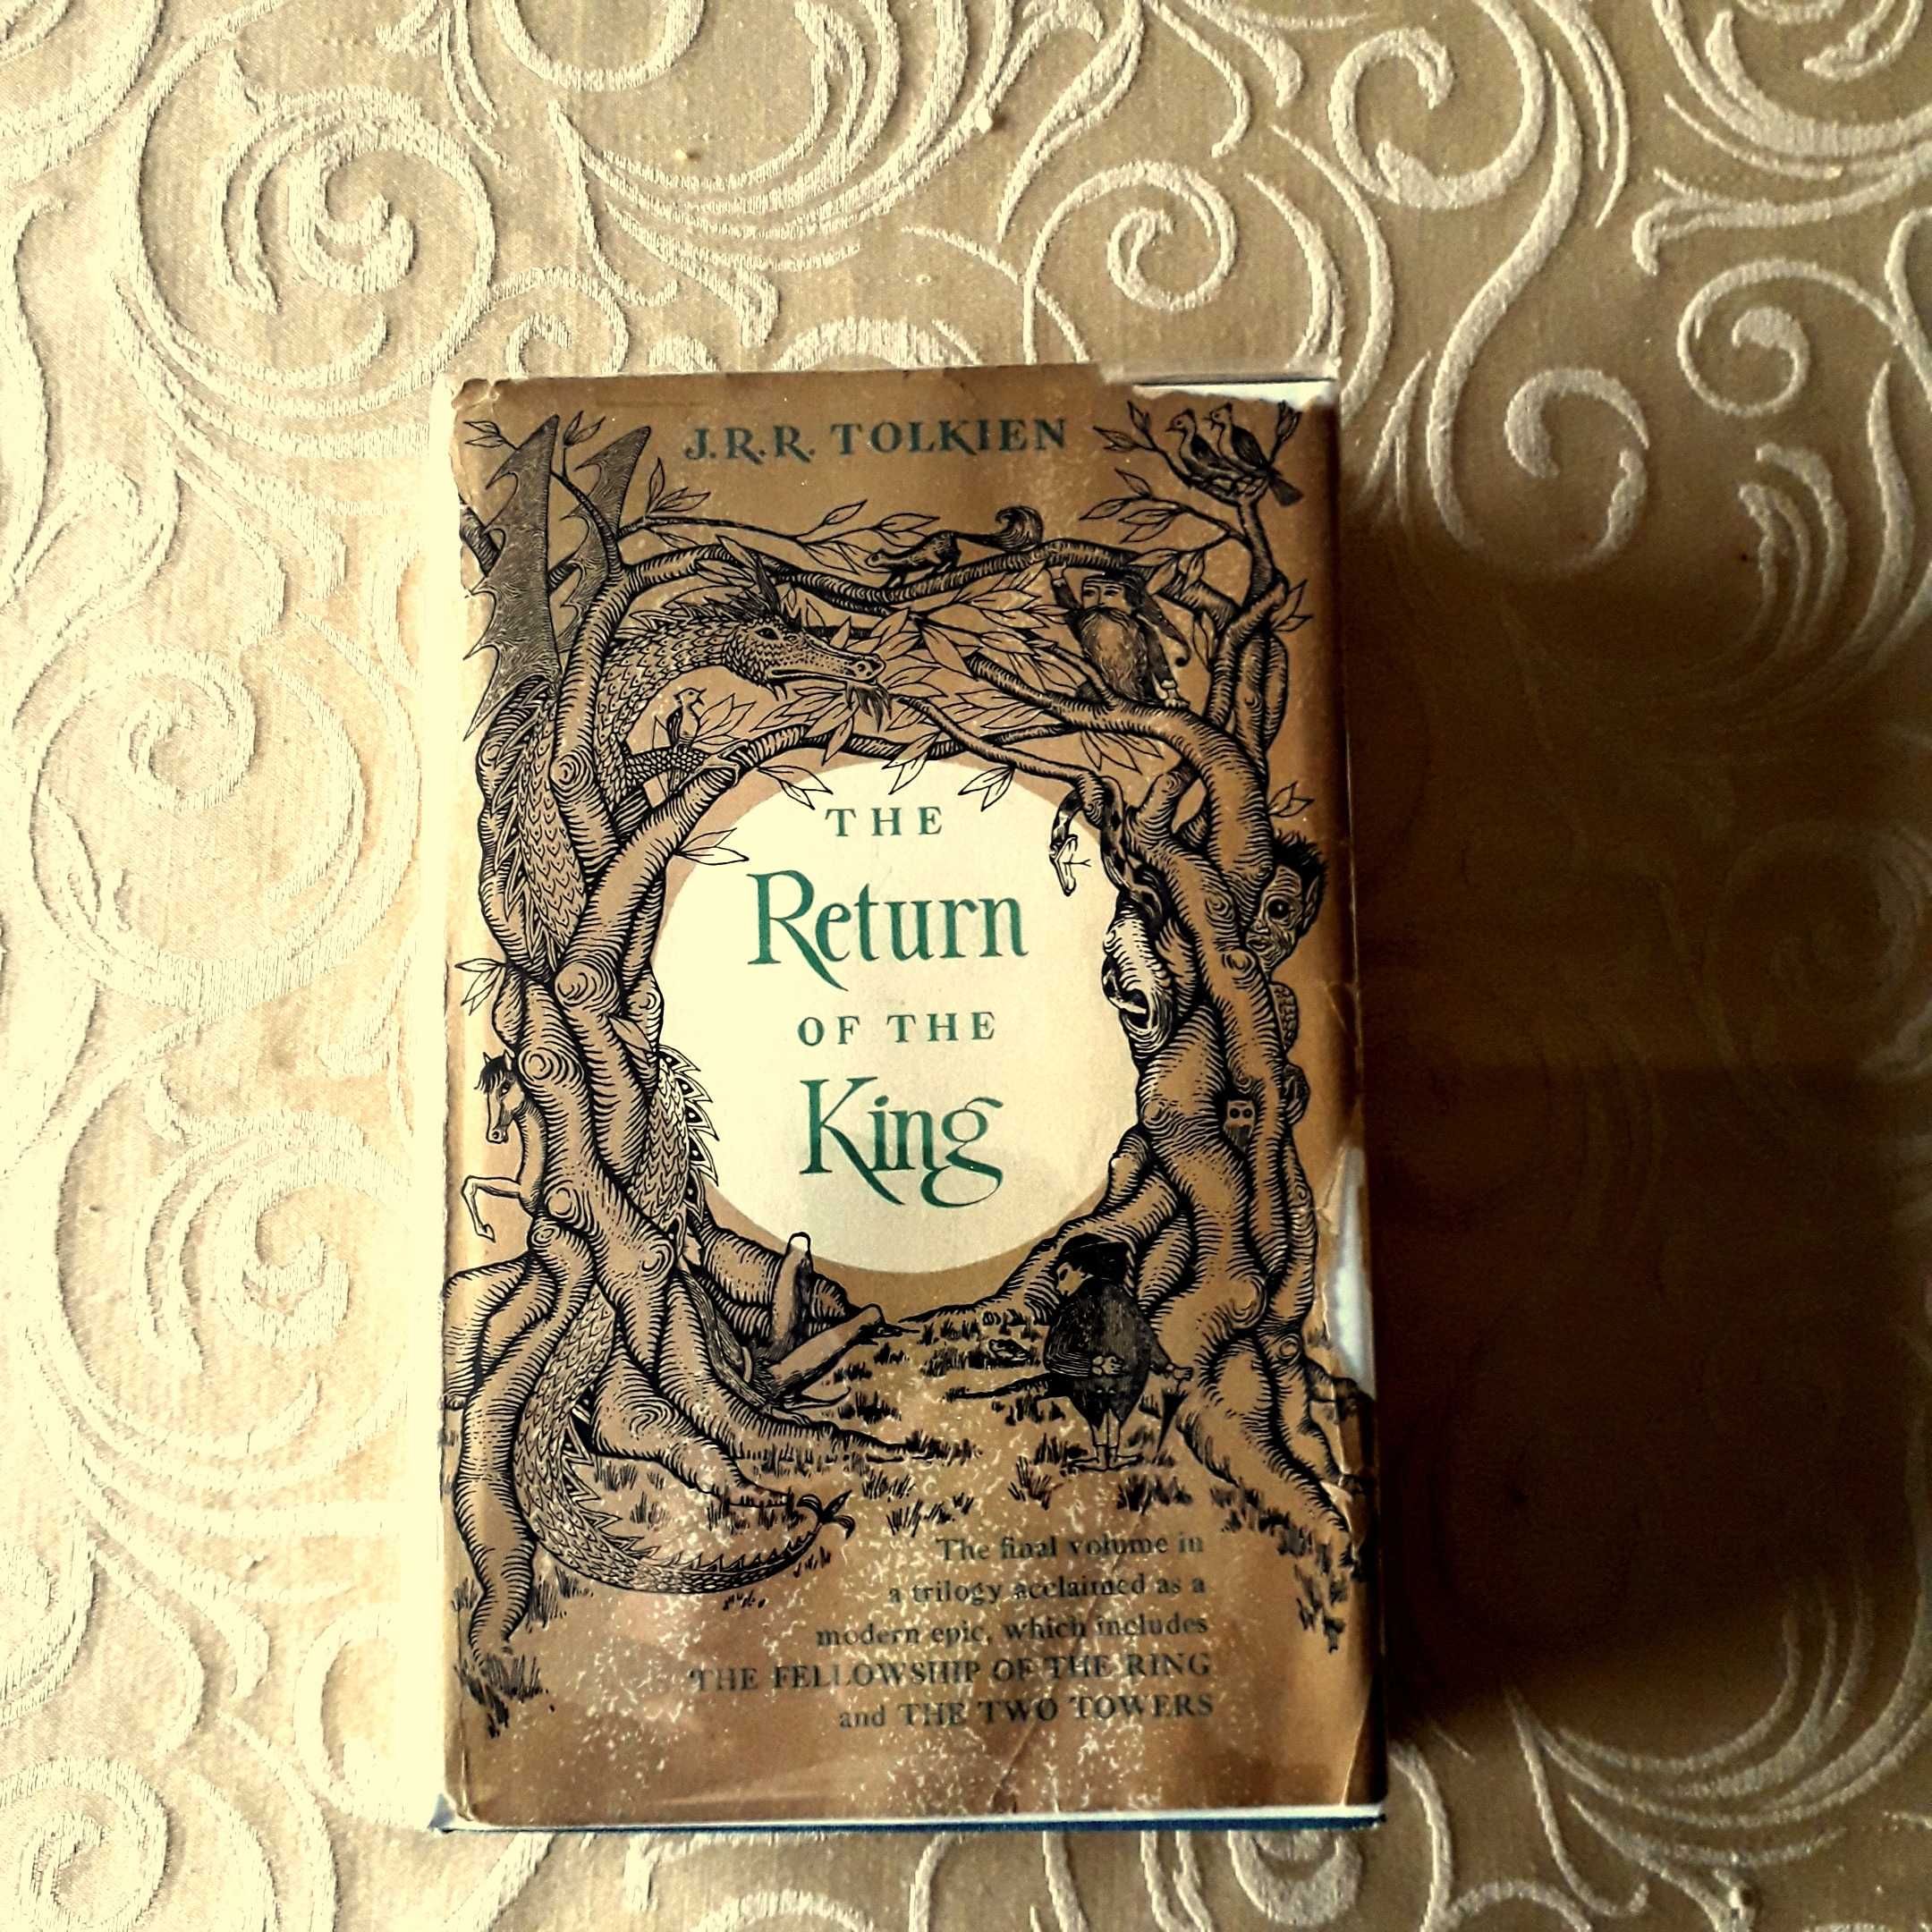 J.R.R. TOLKIEN
THE
Return
OF THE
King
The final volume in
a trilogy acclaimed as a
modern epic, which includes
THE FELLOWSHIP OF THE RING
and THE TWO TOWERS